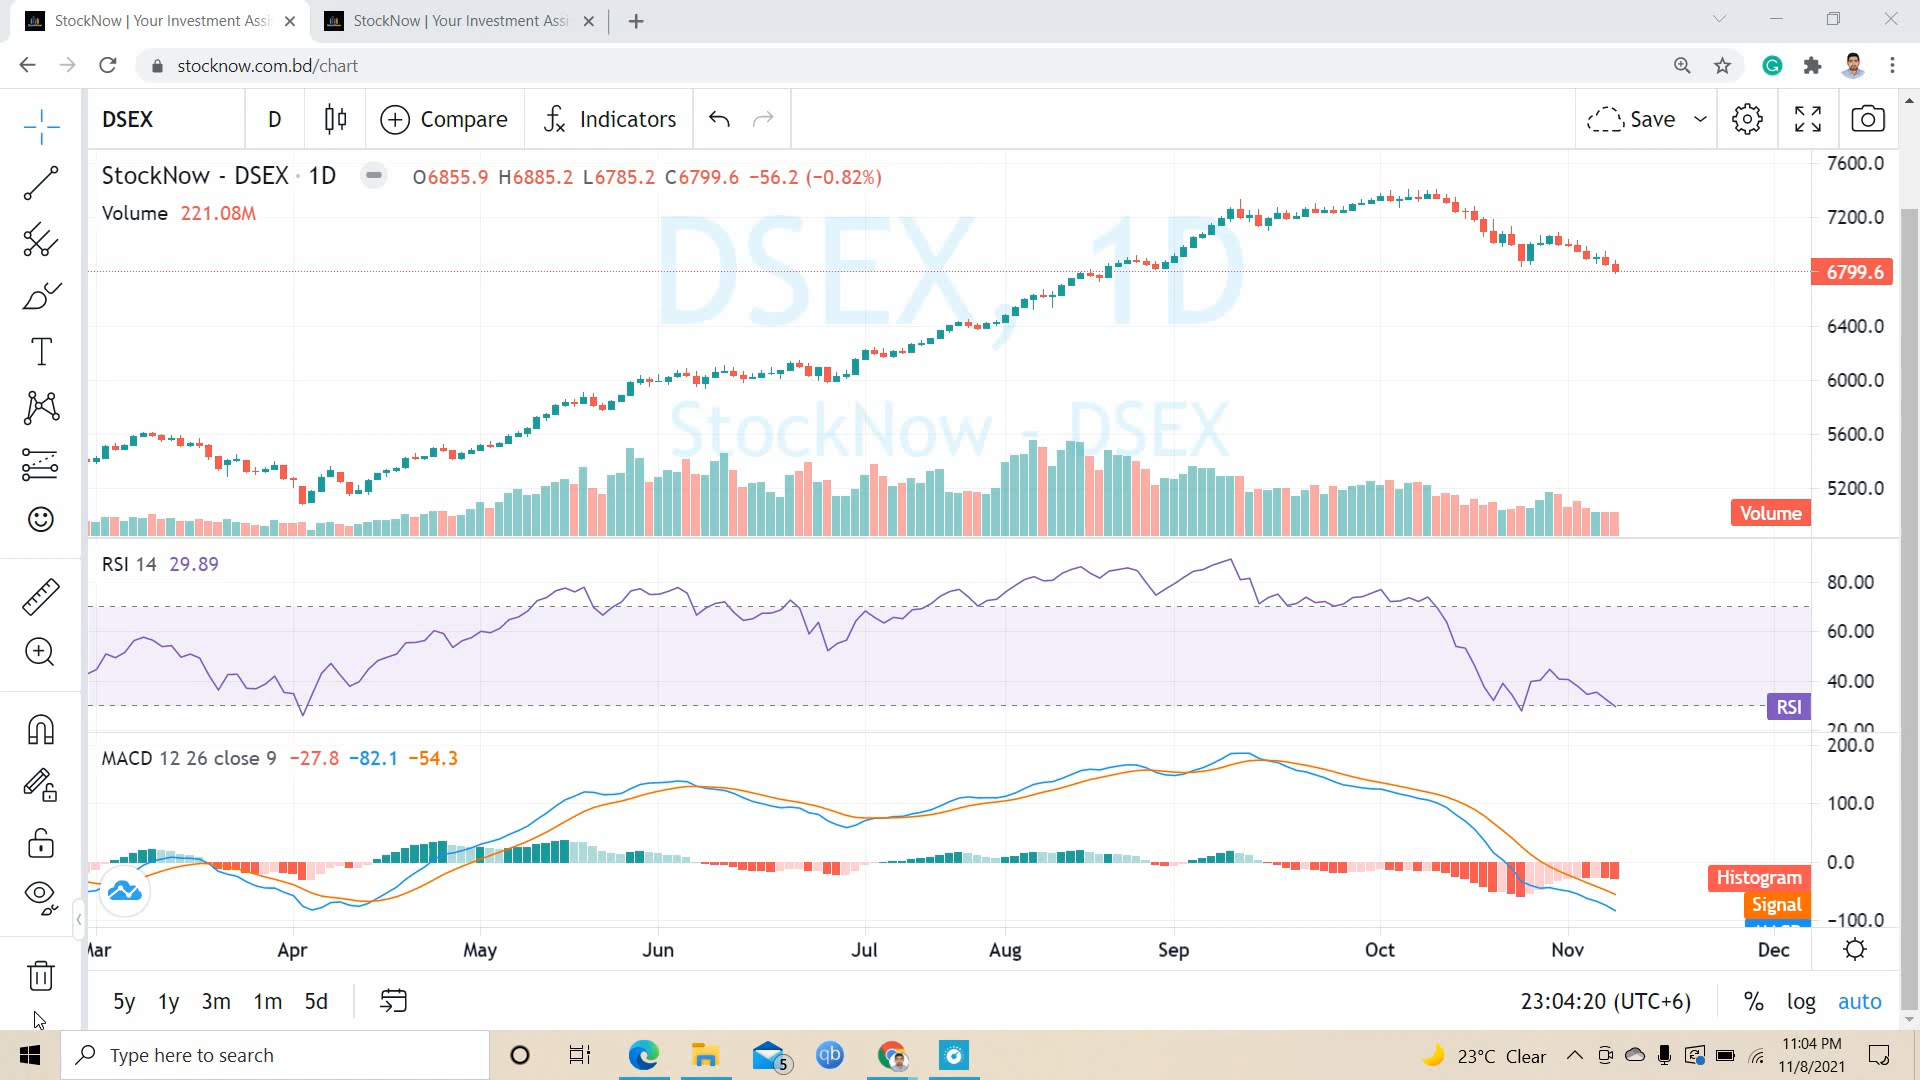 StockNow | Your Investment Assi
StockNow | Your Investment Assi
stocknow.com.bd/chart
DSEX
D
Compare
Indicators
Save
StockNow - DSEX · 1D
O6855.9 H6885.2 L6785.2 C6799.6 −56.2 (−0.82%)
Volume 221.08M
DSEX, 1D
StockNow - DSEX
7600.0
7200.0
6799.6
6400.0
6000.0
5600.0
5200.0
Volume
RSI 14 29.89
80.00
60.00
40.00
RSI
20.00
MACD 12 26 close 9 −27.8 −82.1 −54.3
200.0
100.0
0.0
Histogram
Signal
−100.0
Mar Apr May Jun Jul Aug Sep Oct Nov Dec
5y 1y 3m 1m 5d
23:04:20 (UTC+6)
% log auto
Type here to search
5
qb
23°C Clear
11:04 PM
11/8/2021